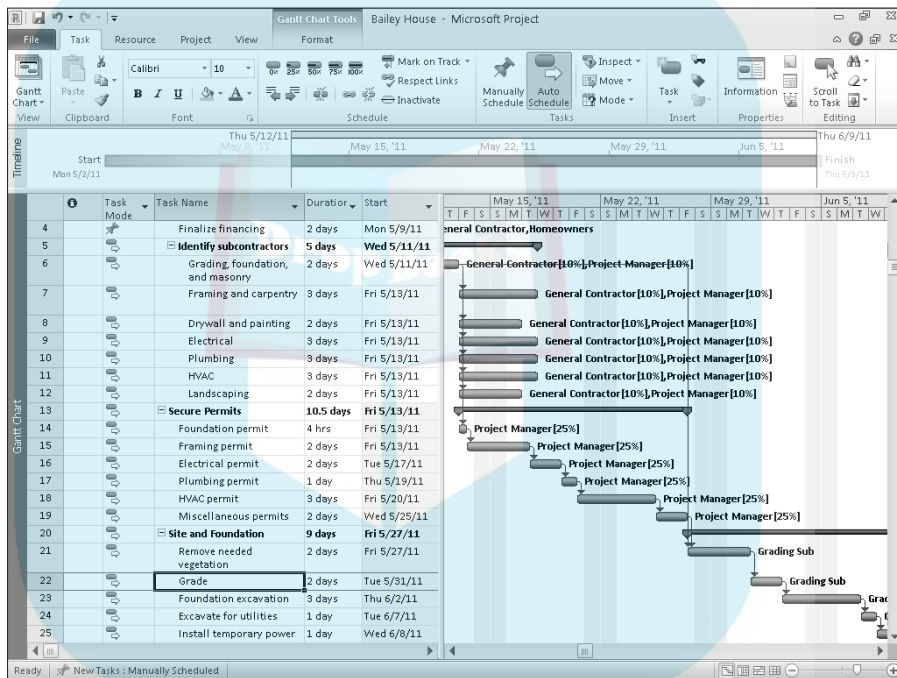 Gantt Chart Tools Bailey House - Microsoft Project
File Task Resource Project View Format
Gantt Chart View
Paste Clipboard
Calibri 10
B I U A
Font
0% 25% 50% 75% 100%
Mark on Track
Respect Links
Inactivate
Schedule
Manually Schedule Auto Schedule
Inspect
Move
Mode
Tasks
Task
Insert
Information
Properties
Scroll to Task
Editing
Timeline
Thu 5/12/11 Thu 6/9/11
May 8, '11 May 15, '11 May 22, '11 May 29, '11 Jun 5, '11
Start Finish
Mon 5/2/11 Thu 6/9/11
Gantt Chart
Task Mode Task Name Duration Start May 15, '11 May 22, '11 May 29, '11 Jun 5, '11
T F S S M T W T F S S M T W T F S S M T W T F S S M T W
4 Finalize financing 2 days Mon 5/9/11 eneral Contractor,Homeowners
5 Identify subcontractors 5 days Wed 5/11/11
6 Grading, foundation, and masonry 2 days Wed 5/11/11 General Contractor[10%],Project Manager[10%]
7 Framing and carpentry 3 days Fri 5/13/11 General Contractor[10%],Project Manager[10%]
8 Drywall and painting 2 days Fri 5/13/11 General Contractor[10%],Project Manager[10%]
9 Electrical 3 days Fri 5/13/11 General Contractor[10%],Project Manager[10%]
10 Plumbing 3 days Fri 5/13/11 General Contractor[10%],Project Manager[10%]
11 HVAC 3 days Fri 5/13/11 General Contractor[10%],Project Manager[10%]
12 Landscaping 2 days Fri 5/13/11 General Contractor[10%],Project Manager[10%]
13 Secure Permits 10.5 days Fri 5/13/11
14 Foundation permit 4 hrs Fri 5/13/11 Project Manager[25%]
15 Framing permit 2 days Fri 5/13/11 Project Manager[25%]
16 Electrical permit 2 days Tue 5/17/11 Project Manager[25%]
17 Plumbing permit 1 day Thu 5/19/11 Project Manager[25%]
18 HVAC permit 3 days Fri 5/20/11 Project Manager[25%]
19 Miscellaneous permits 2 days Wed 5/25/11 Project Manager[25%]
20 Site and Foundation 9 days Fri 5/27/11
21 Remove needed vegetation 2 days Fri 5/27/11 Grading Sub
22 Grade 2 days Tue 5/31/11 Grading Sub
23 Foundation excavation 3 days Thu 6/2/11 Grac
24 Excavate for utilities 1 day Tue 6/7/11
25 Install temporary power 1 day Wed 6/8/11
Ready New Tasks : Manually Scheduled